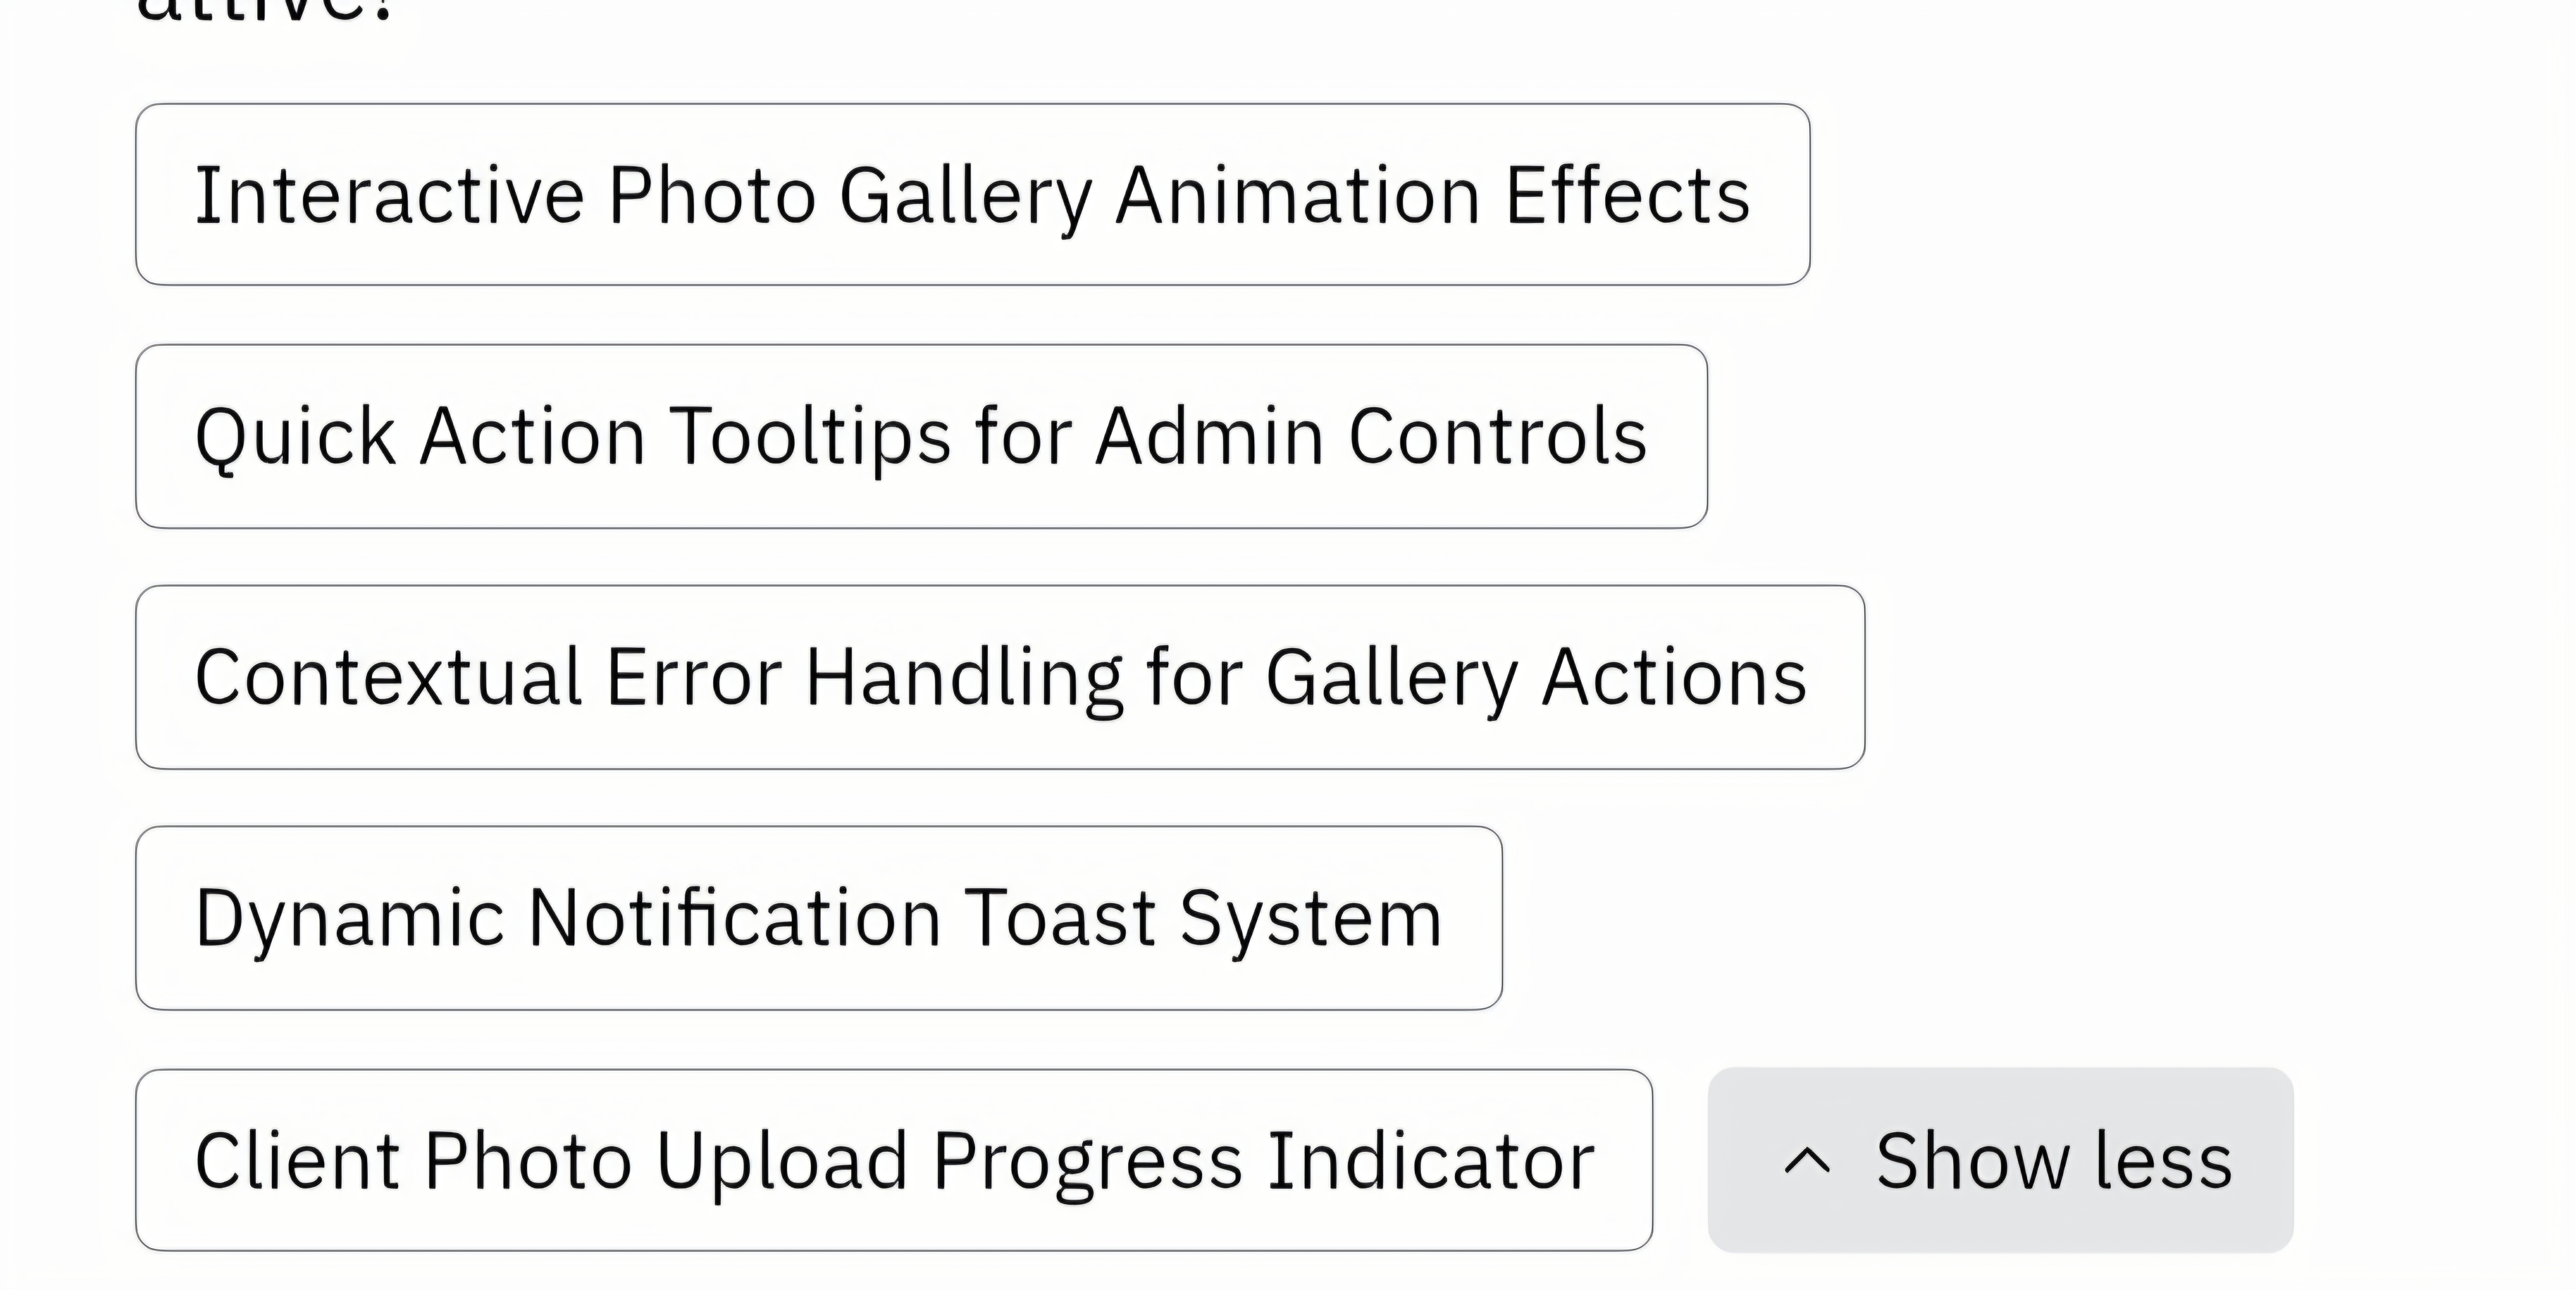 Interactive Photo Gallery Animation Effects
Quick Action Tooltips for Admin Controls
Contextual Error Handling for Gallery Actions
Dynamic Notification Toast System
Client Photo Upload Progress Indicator
Show less